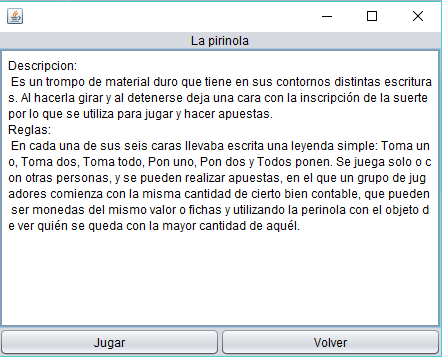 La pirinola
Descripcion:
Es un trompo de material duro que tiene en sus contornos distintas escritura
s. Al hacerla girar y al detenerse deja una cara con la inscripción de la suerte
por lo que se utiliza para jugar y hacer apuestas.
Reglas:
En cada una de sus seis caras llevaba escrita una leyenda simple: Toma un
o, Toma dos, Toma todo, Pon uno, Pon dos y Todos ponen. Se juega solo o c
on otras personas, y se pueden realizar apuestas, en el que un grupo de jug
adores comienza con la misma cantidad de cierto bien contable, que pueden
ser monedas del mismo valor o fichas y utilizando la perinola con el objeto d
e ver quién se queda con la mayor cantidad de aquél.
Jugar
Volver